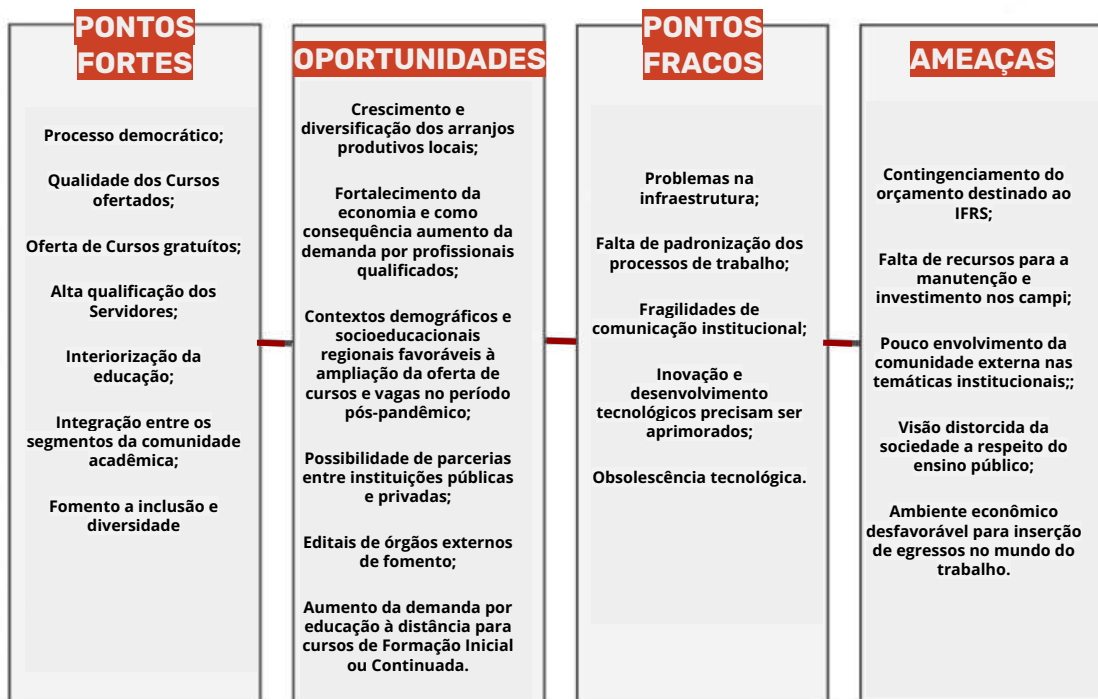 PONTOS
FORTES
Processo democrático;
Qualidade dos Cursos
ofertados;
Oferta de Cursos gratuítos;
Alta qualificação dos
Servidores;
Interiorização da
educação;
Integração entre os
segmentos da comunidade
acadêmica;
Fomento a inclusão e
diversidade
OPORTUNIDADES
Crescimento e
diversificação dos arranjos
produtivos locais;
Fortalecimento da
economia e como
consequência aumento da
demanda por profissionais
qualificados;
Contextos demográficos e
socioeducacionais
regionais favoráveis à
ampliação da oferta de
cursos e vagas no período
pós-pandêmico;
Possibilidade de parcerias
entre instituições públicas
e privadas;
Editais de órgãos externos
de fomento;
Aumento da demanda por
educação à distância para
cursos de Formação Inicial
ou Continuada.
PONTOS
FRACOS
Problemas na
infraestrutura;
Falta de padronização dos
processos de trabalho;
Fragilidades de
comunicação institucional;
Inovação e
desenvolvimento
tecnológicos precisam ser
aprimorados;
Obsolescência tecnológica.
AMEAÇAS
Contingenciamento do
orçamento destinado ao
IFRS;
Falta de recursos para a
manutenção e
investimento nos campi;
Pouco envolvimento da
comunidade externa nas
temáticas institucionais;;
Visão distorcida da
sociedade a respeito do
ensino público;
Ambiente econômico
desfavorável para inserção
de egressos no mundo do
trabalho.